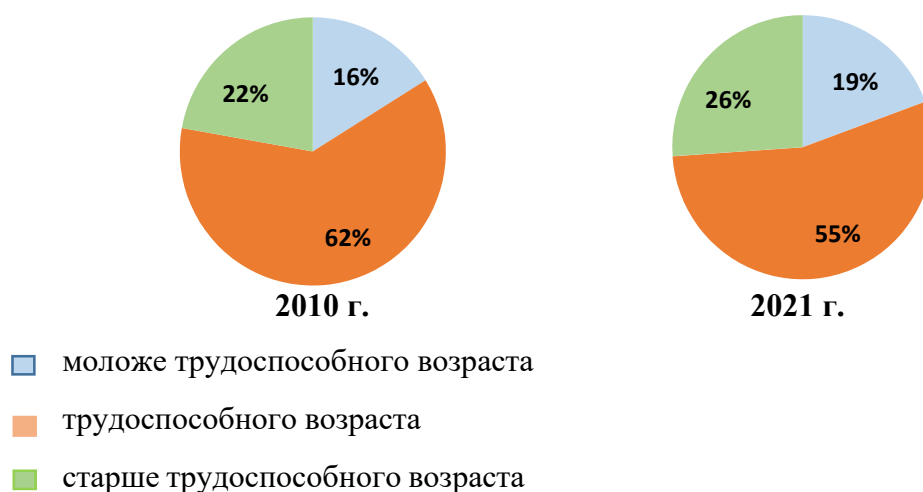 22%
16%
62%
2010 г.
26%
19%
55%
2021 г.
моложе трудоспособного возраста
трудоспособного возраста
старше трудоспособного возраста